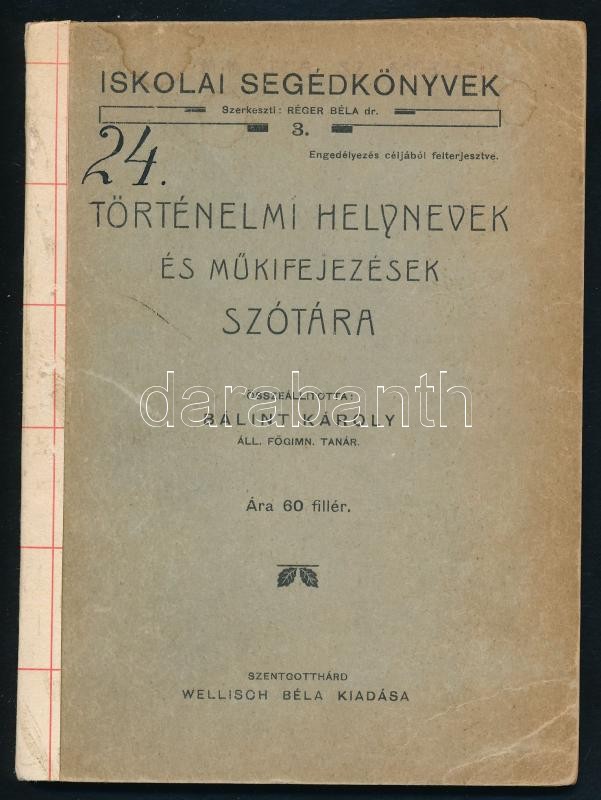 ISKOLAI SEGÉDKÖNYVEK
Szerkeszti: RÉGER BÉLA dr.
3.
Engedélyezés céljából felterjesztve.
24.
TÖRTÉNELMI HELYNEVEK
ÉS MŰKIFEJEZÉSEK
SZÓTÁRA
ÖSSZEÁLLÍTOTTA:
darabanth
BÁLINT KÁROLY
ÁLL. FŐGIMN. TANÁR.
Ára 60 fillér.
SZENTGOTTHÁRD
WELLISCH BÉLA KIADÁSA